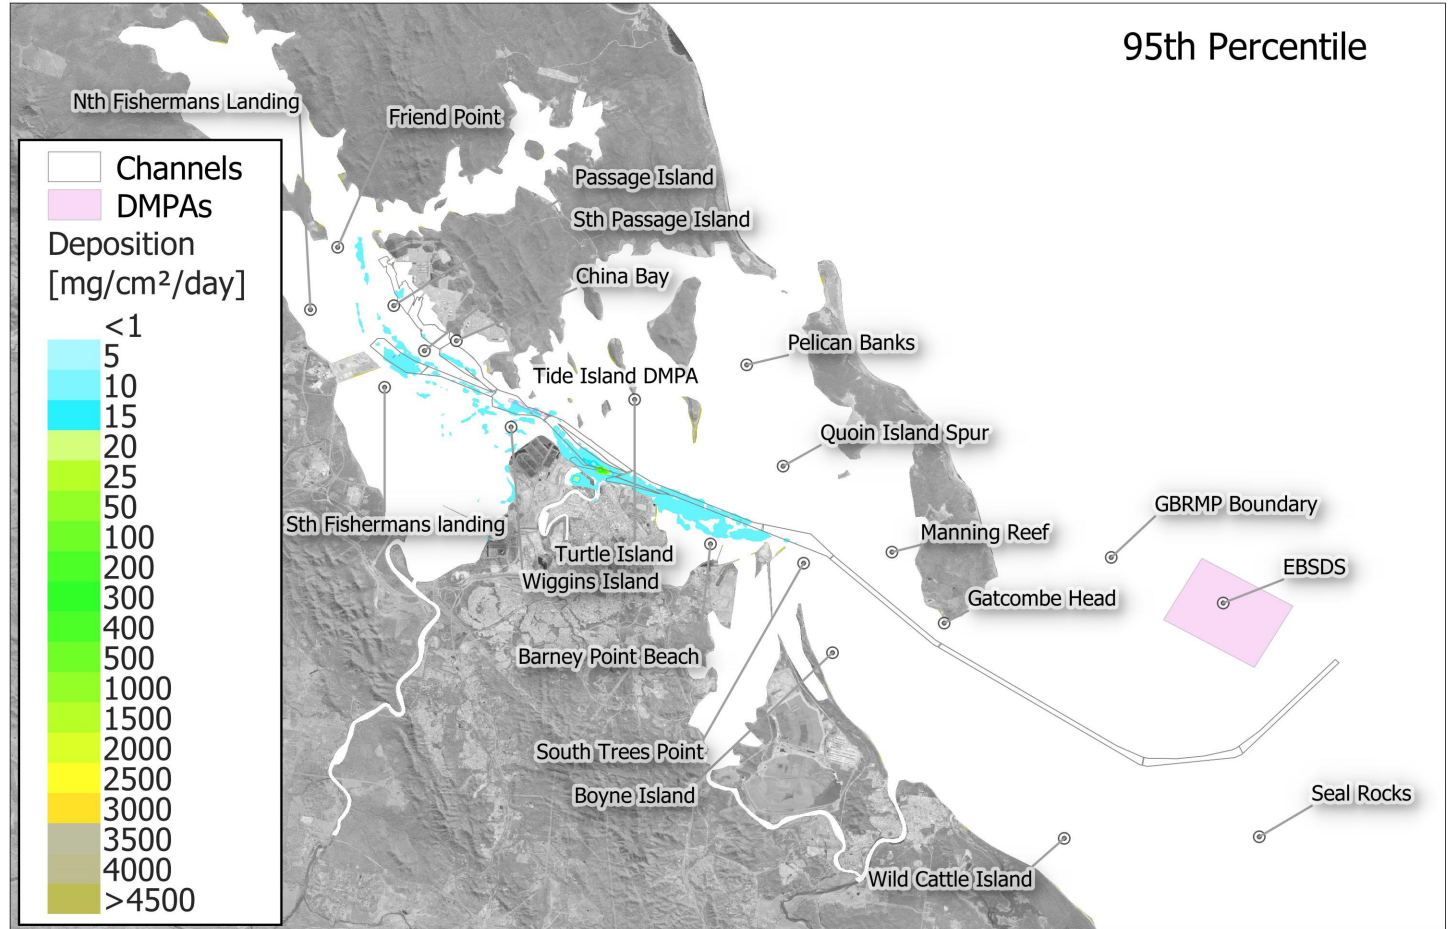 95th Percentile
Nth Fishermans Landing
Friend Point
Passage Island
Sth Passage Island
China Bay
Pelican Banks
Tide Island DMPA
Quoin Island Spur
GBRMP Boundary
Sth Fishermans landing
Manning Reef
Turtle Island
EBSDS
Wiggins Island
Gatcombe Head
Barney Point Beach
South Trees Point
Boyne Island
Seal Rocks
Wild Cattle Island
Channels
DMPAs
Deposition
[mg/cm²/day]
<1
5
10
15
20
25
50
100
200
300
400
500
1000
1500
2000
2500
3000
3500
4000
>4500